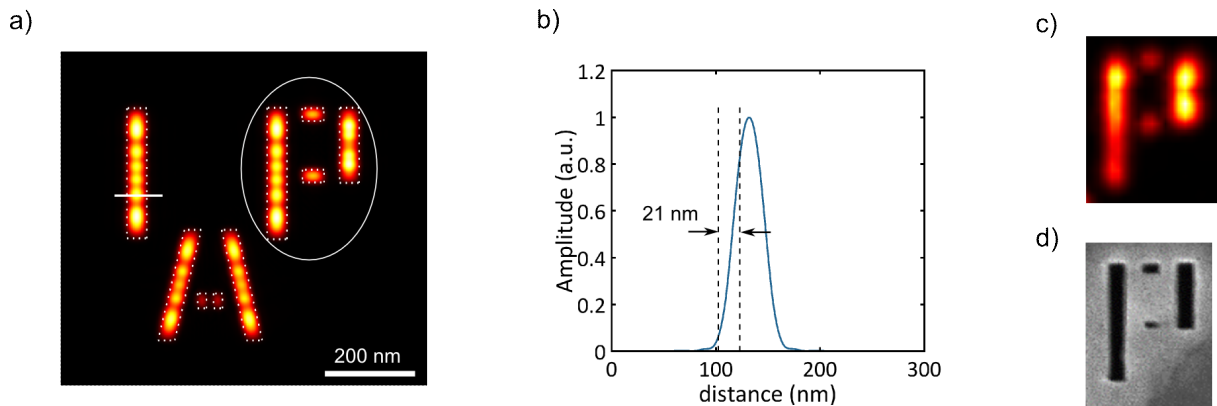 a)
200 nm
b)
Amplitude (a.u.)
1.2
1
0.8
0.6
0.4
0.2
0
21 nm
0
100
200
300
distance (nm)
c)
d)